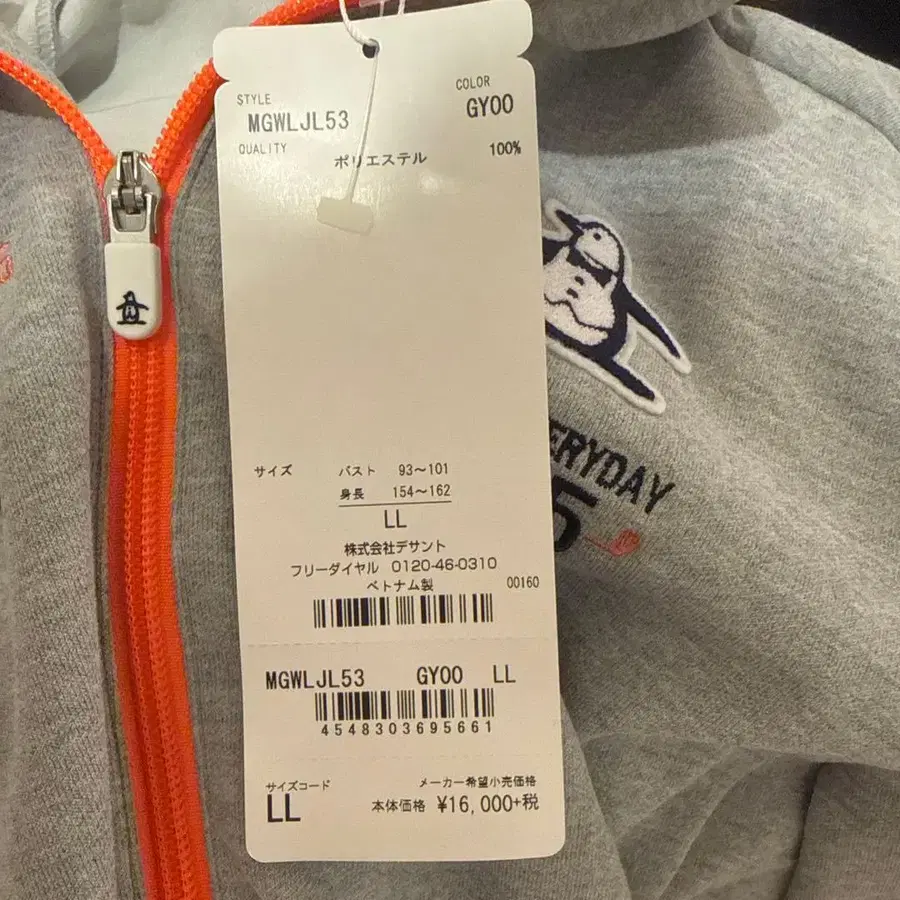 STYLE
COLOR
MGWLJL53
GY00
QUALITY
ポリエステル
100%
サイズ
バスト 93〜101
身長 154〜162
LL
株式会社デサント
フリーダイヤル 0120-46-0310
ベトナム製
00160
MGWLJL53 GY00 LL
4548303695661
サイズコード
LL
メーカー希望小売価格
本体価格 ¥16,000+税
ERYDAY
5